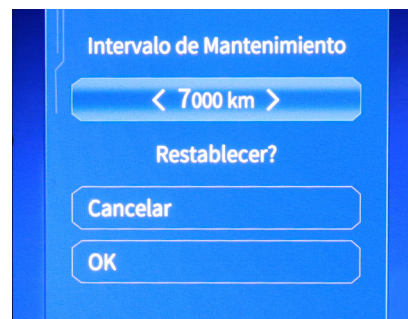 Intervalo de Mantenimiento
< 7000 km >
Restablecer?
Cancelar
OK